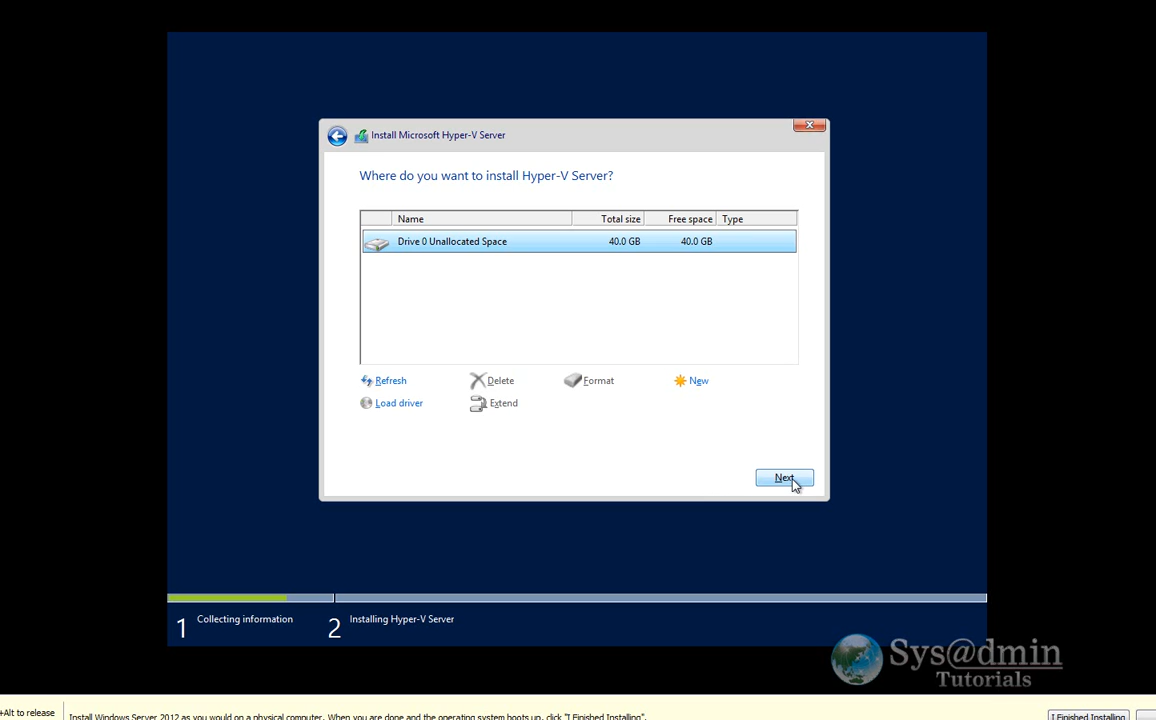 Install Microsoft Hyper-V Server
Where do you want to install Hyper-V Server?
Name Total size Free space Type
Drive 0 Unallocated Space 40.0 GB 40.0 GB
Refresh Delete Format New
Load driver Extend
Next
1 Collecting information 2 Installing Hyper-V Server
Sys@dmin
Tutorials
+Alt to release
Install Windows Server 2012 as you would on a physical computer. When you are done and the operating system boots up, click "I Finished Installing".
I Finished Installing